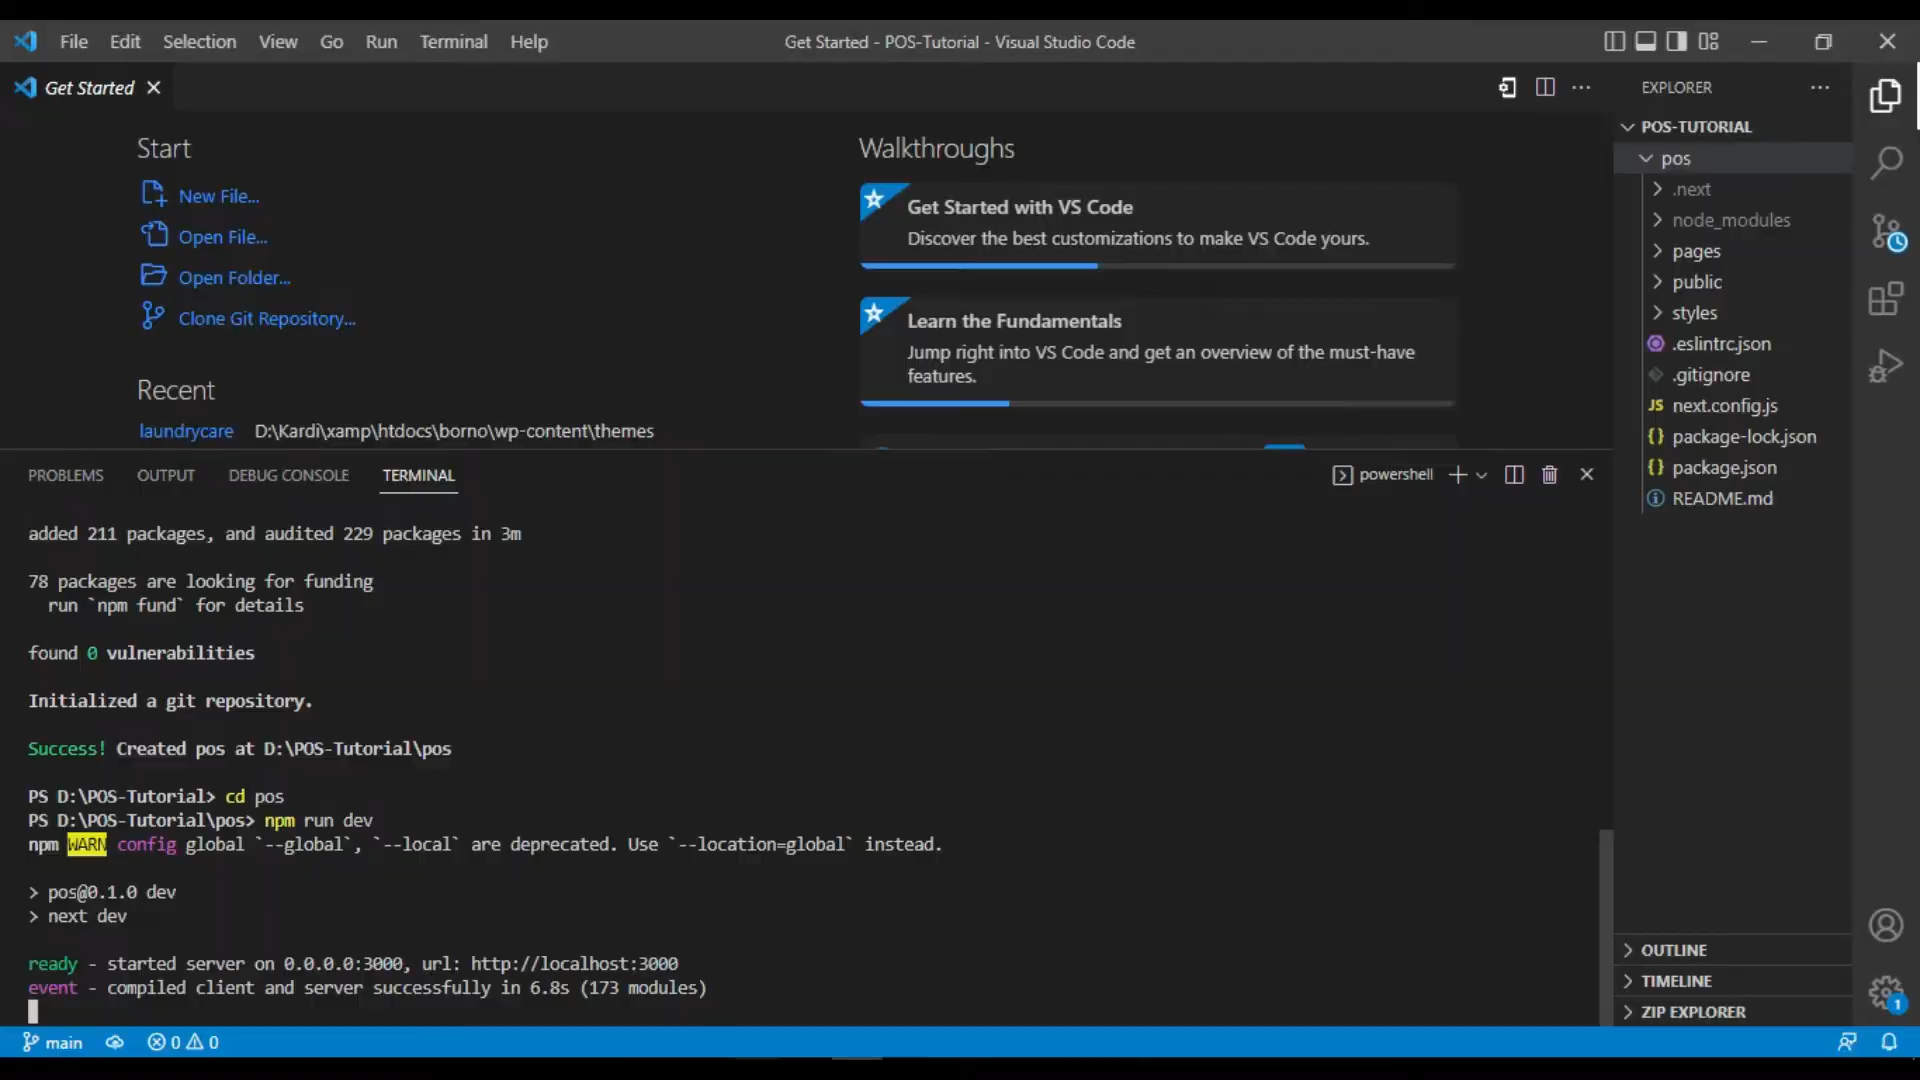 File Edit Selection View Go Run Terminal Help
Get Started - POS-Tutorial - Visual Studio Code
Get Started
Start
New File...
Open File...
Open Folder...
Clone Git Repository...
Recent
laundrycare D:\Kardi\xamp\htdocs\borno\wp-content\themes
Walkthroughs
Get Started with VS Code
Discover the best customizations to make VS Code yours.
Learn the Fundamentals
Jump right into VS Code and get an overview of the must-have
features.
PROBLEMS OUTPUT DEBUG CONSOLE TERMINAL
powershell
added 211 packages, and audited 229 packages in 3m
78 packages are looking for funding
run `npm fund` for details
found 0 vulnerabilities
Initialized a git repository.
Success! Created pos at D:\POS-Tutorial\pos
PS D:\POS-Tutorial> cd pos
PS D:\POS-Tutorial\pos> npm run dev
npm WARN config global `--global`, `--local` are deprecated. Use `--location=global` instead.
> pos@0.1.0 dev
> next dev
ready - started server on 0.0.0.0:3000, url: http://localhost:3000
event - compiled client and server successfully in 6.8s (173 modules)
EXPLORER
POS-TUTORIAL
pos
.next
node_modules
pages
public
styles
.eslintrc.json
.gitignore
JS next.config.js
{} package-lock.json
{} package.json
README.md
OUTLINE
TIMELINE
ZIP EXPLORER
1
main 0 0